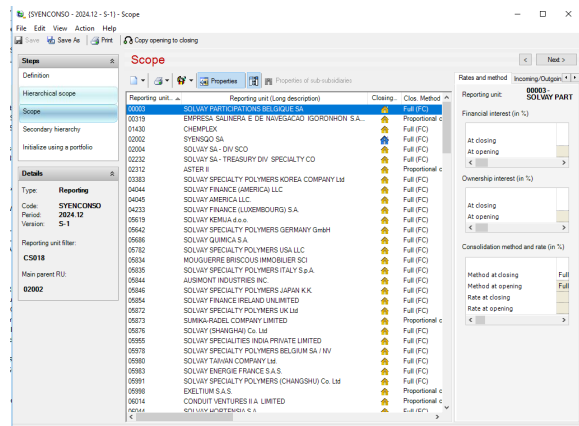 {SYENCONSO - 2024.12 - S-1} - Scope
File Edit View Action Help
Save Save As Print Copy opening to closing
Steps
Definition
Hierarchical scope
Scope
Secondary hierarchy
Initialize using a portfolio
Details
Type: Reporting
Code: SYENCONSO
Period: 2024.12
Version: S-1
Reporting unit filter:
CS018
Main parent RU:
02002
Scope
< Next >
Properties Properties of sub-subsidiaries
Reporting unit... Reporting unit (Long description) Closing... Clos. Method
00003 SOLVAY PARTICIPATIONS BELGIQUE SA Full (FC)
00319 EMPRESA SALINERA E DE NAVEGACAO IGORONHON S.A... Proportional c
01430 CHEMPLEX Full (FC)
02002 SYENSQO SA Full (FC)
02004 SOLVAY SA - DIV SCO Full (FC)
02232 SOLVAY SA - TREASURY DIV SPECIALTY CO Full (FC)
02312 ASTER II Proportional c
03383 SOLVAY SPECIALTY POLYMERS KOREA COMPANY Ltd Full (FC)
04044 SOLVAY FINANCE (AMERICA) LLC Full (FC)
04045 SOLVAY AMERICA LLC. Full (FC)
04233 SOLVAY FINANCE (LUXEMBOURG) S.A. Full (FC)
05619 SOLVAY KEMIJA d.o.o. Full (FC)
05642 SOLVAY SPECIALTY POLYMERS GERMANY GmbH Full (FC)
05686 SOLVAY QUIMICA S.A. Full (FC)
05782 SOLVAY SPECIALTY POLYMERS USA LLC Full (FC)
05834 MOUGUERRE BRISCOUS IMMOBILIER SCI Full (FC)
05835 SOLVAY SPECIALTY POLYMERS ITALY S.p.A. Full (FC)
05844 AUSIMONT INDUSTRIES INC. Full (FC)
05846 SOLVAY SPECIALTY POLYMERS JAPAN K.K. Full (FC)
05854 SOLVAY FINANCE IRELAND UNLIMITED Full (FC)
05872 SOLVAY SPECIALTY POLYMERS UK Ltd Full (FC)
05873 SUMIKA-RADEL COMPANY LIMITED Proportional c
05876 SOLVAY (SHANGHAI) Co. Ltd Full (FC)
05955 SOLVAY SPECIALITIES INDIA PRIVATE LIMITED Full (FC)
05978 SOLVAY SPECIALTY POLYMERS BELGIUM SA / NV Full (FC)
05980 SOLVAY TAIWAN COMPANY Ltd. Full (FC)
05983 SOLVAY ENERGIE FRANCE S.A.S. Full (FC)
05991 SOLVAY SPECIALTY POLYMERS (CHANGSHU) Co. Ltd Full (FC)
05998 EXELTIUM S.A.S. Proportional c
06014 CONDUIT VENTURES II A LIMITED Proportional c
06044 SOLVAY HORTENSIA S.A. Full (FC)
Rates and method Incoming/Outgoin
Reporting unit: 00003 -
SOLVAY PART
Financial interest (in %)
At closing
At opening
Ownership interest (in %)
At closing
At opening
Consolidation method and rate (in %)
Method at closing Full
Method at opening Full
Rate at closing
Rate at opening